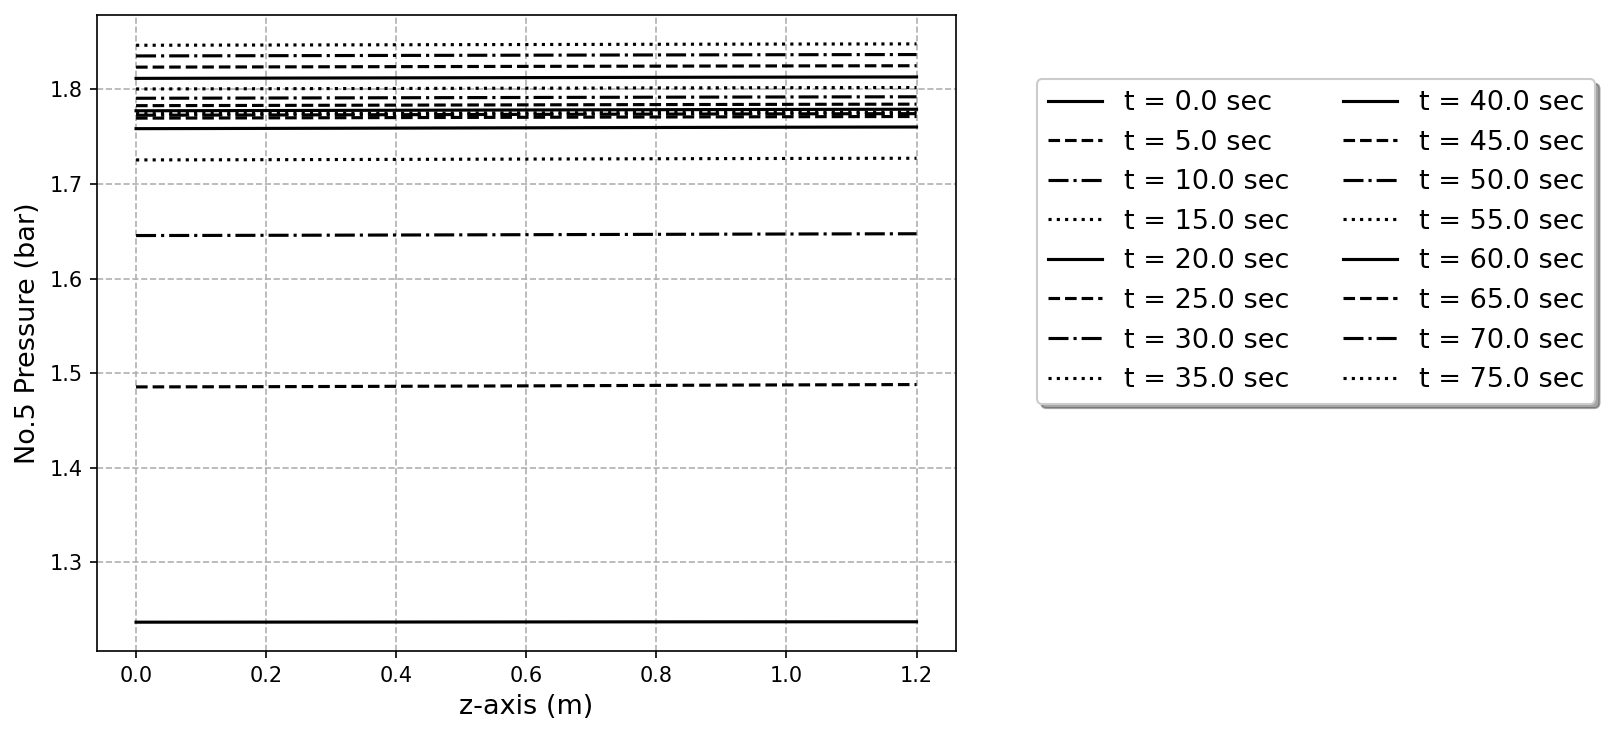 No.5 Pressure (bar)
1.8
1.7
1.6
1.5
1.4
1.3
0.0 0.2 0.4 0.6 0.8 1.0 1.2
z-axis (m)
t = 0.0 sec
t = 5.0 sec
t = 10.0 sec
t = 15.0 sec
t = 20.0 sec
t = 25.0 sec
t = 30.0 sec
t = 35.0 sec
t = 40.0 sec
t = 45.0 sec
t = 50.0 sec
t = 55.0 sec
t = 60.0 sec
t = 65.0 sec
t = 70.0 sec
t = 75.0 sec